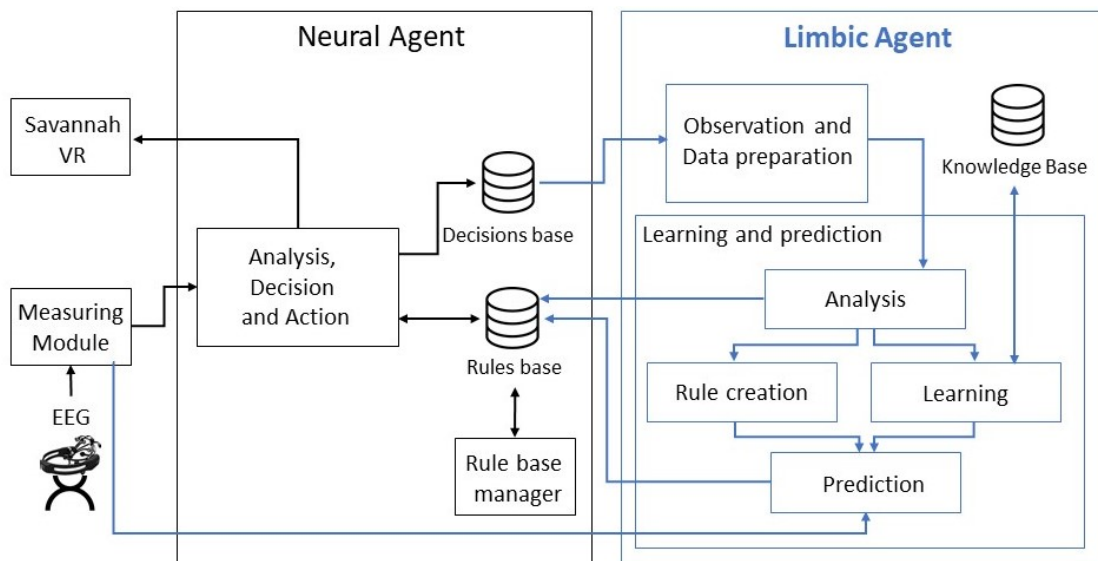 Neural Agent
Limbic Agent
Savannah
VR
Observation and
Data preparation
Knowledge Base
Decisions base
Learning and prediction
Analysis,
Decision
and Action
Analysis
Measuring
Module
Rules base
Rule creation
Learning
EEG
Rule base
manager
Prediction